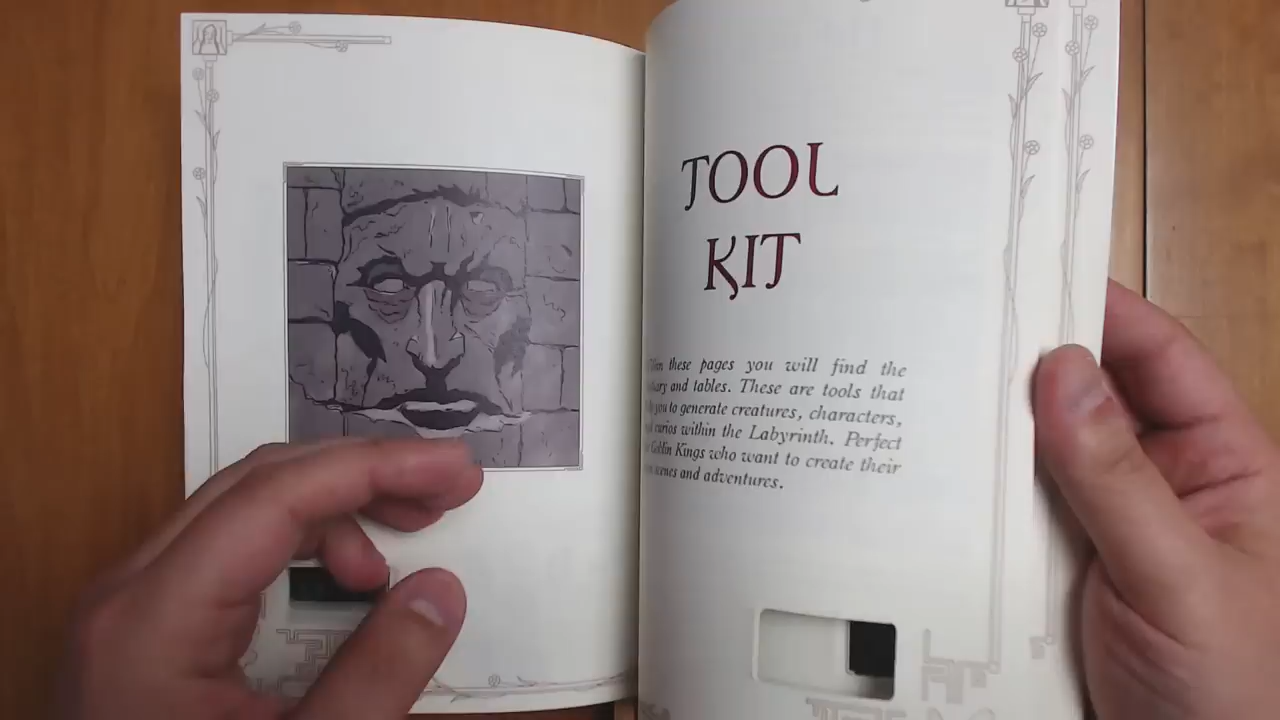 TOOL
KIT
these pages you will find the
and tables. These are tools that
you to generate creatures, characters,
curios within the Labyrinth. Perfect
Goblin Kings who want to create their
scenes and adventures.